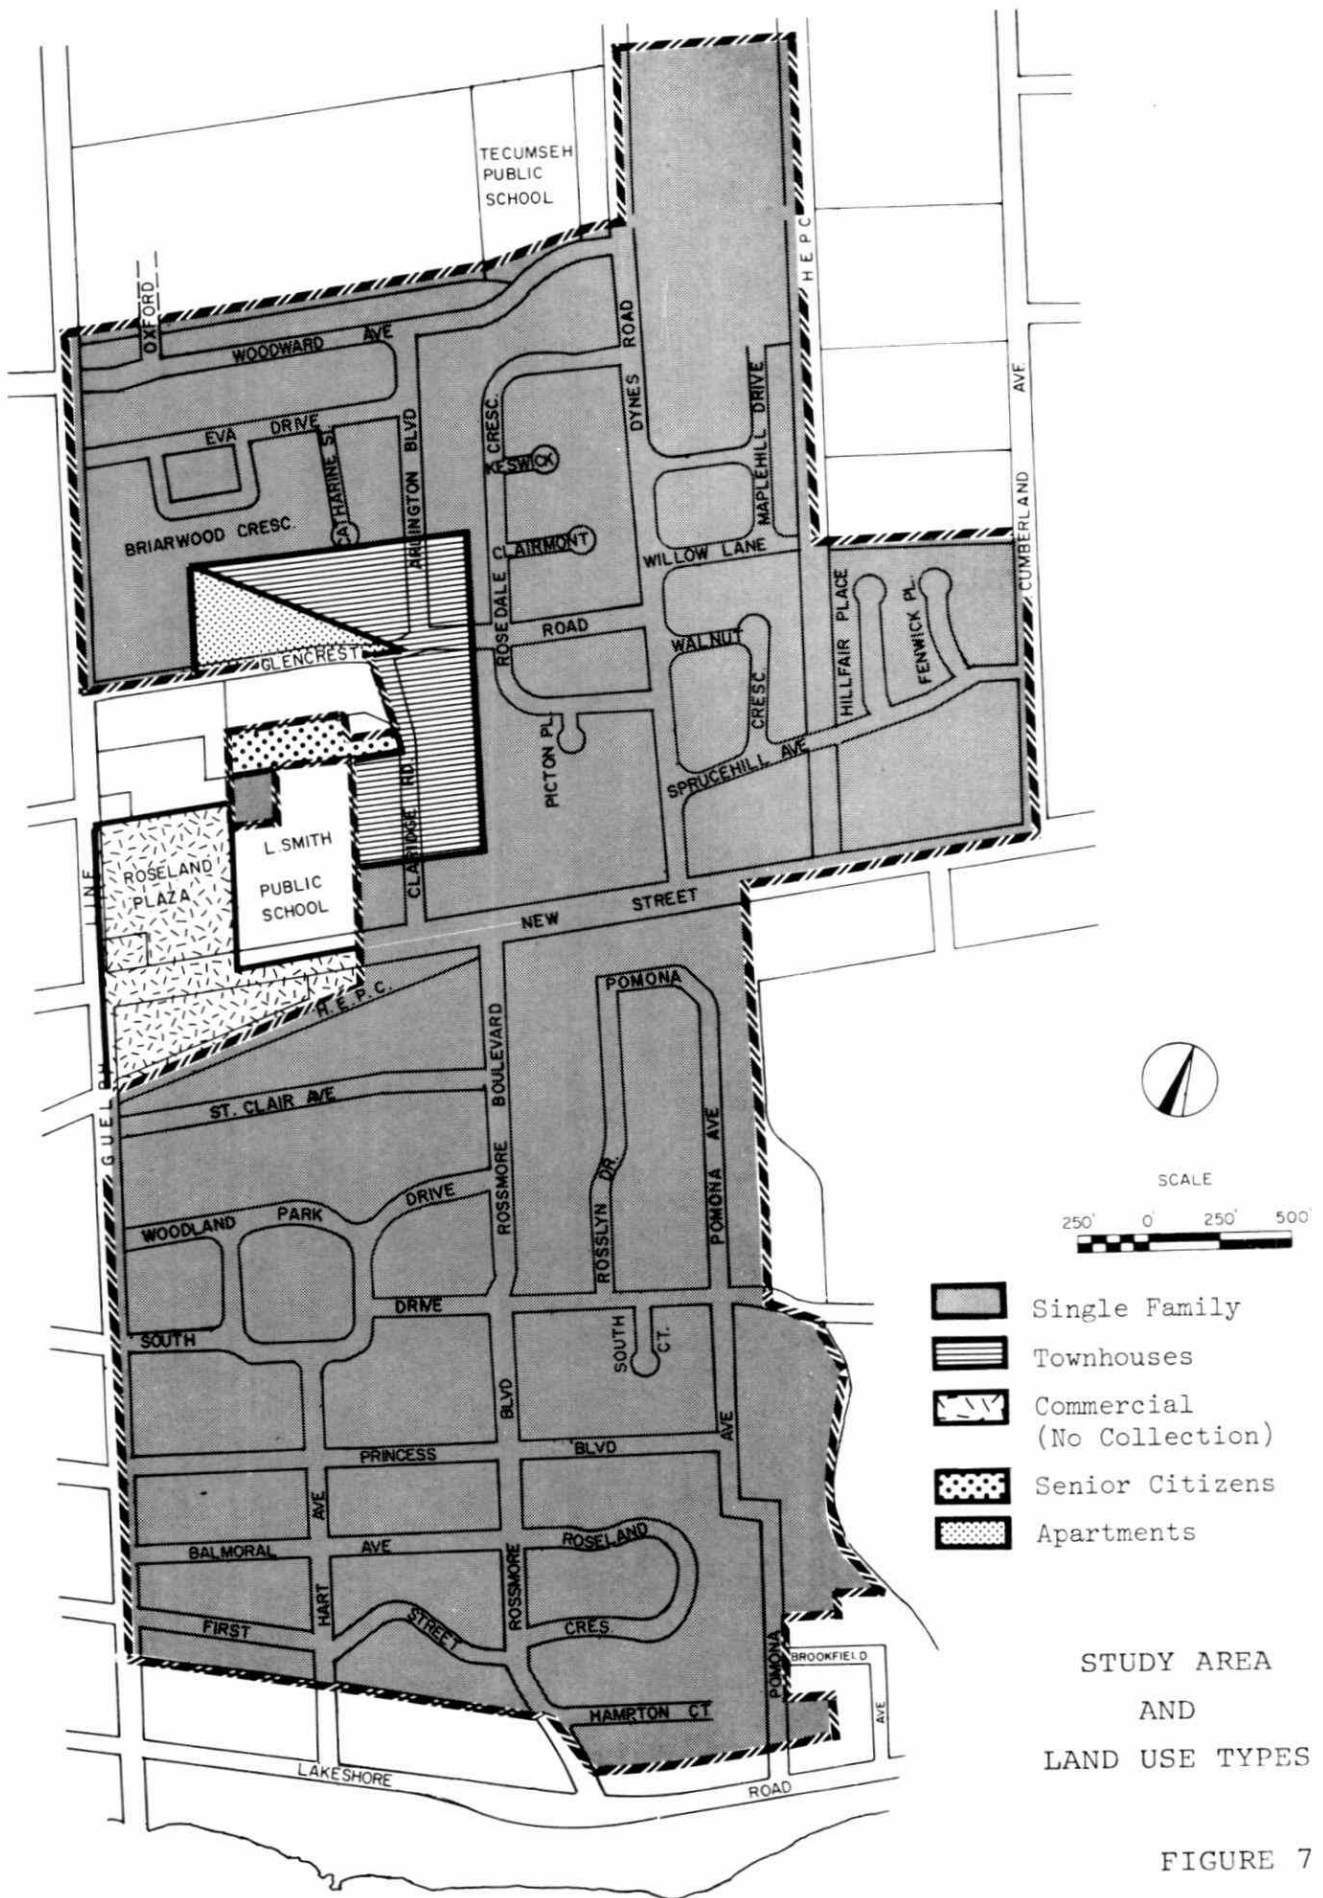 TECUMSEH
PUBLIC
SCHOOL
HEPC
OXFORD
WOODWARD AVE
ROAD
DYNES
EVA DRIVE
CATHARINE S
ARLINGTON BLVD
CRESC.
KESWICK
MAPLEHILL DRIVE
CUMBERLAND AVE.
BRIARWOOD CRESC.
CLAIRMONT
WILLOW LANE
ROSEDALE
ROAD
GLENCREST
WALNUT
CRESC
HILLFAIR PLACE
FENWICK PL.
PICTON PL.
SPRUCEHILL AVE
CLARIDGE RD.
L. SMITH
PUBLIC
SCHOOL
ROSELAND
PLAZA
LINE
NEW STREET
POMONA
H.E.P.C.
GUELPH
ST. CLAIR AVE
ROSSMORE BOULEVARD
ROSSLYN DR.
POMONA AVE
WOODLAND PARK DRIVE
DRIVE
SOUTH
SOUTH
CT.
BLVD
AVE
PRINCESS BLVD
AVE
BALMORAL AVE
ROSELAND
HART
ROSSMORE
FIRST STREET
CRES.
POMONA
BROOKFIELD
AVE
HAMPTON CT
LAKESHORE ROAD
SCALE
250' 0' 250' 500'
Single Family
Townhouses
Commercial
(No Collection)
Senior Citizens
Apartments
STUDY AREA
AND
LAND USE TYPES
FIGURE 7